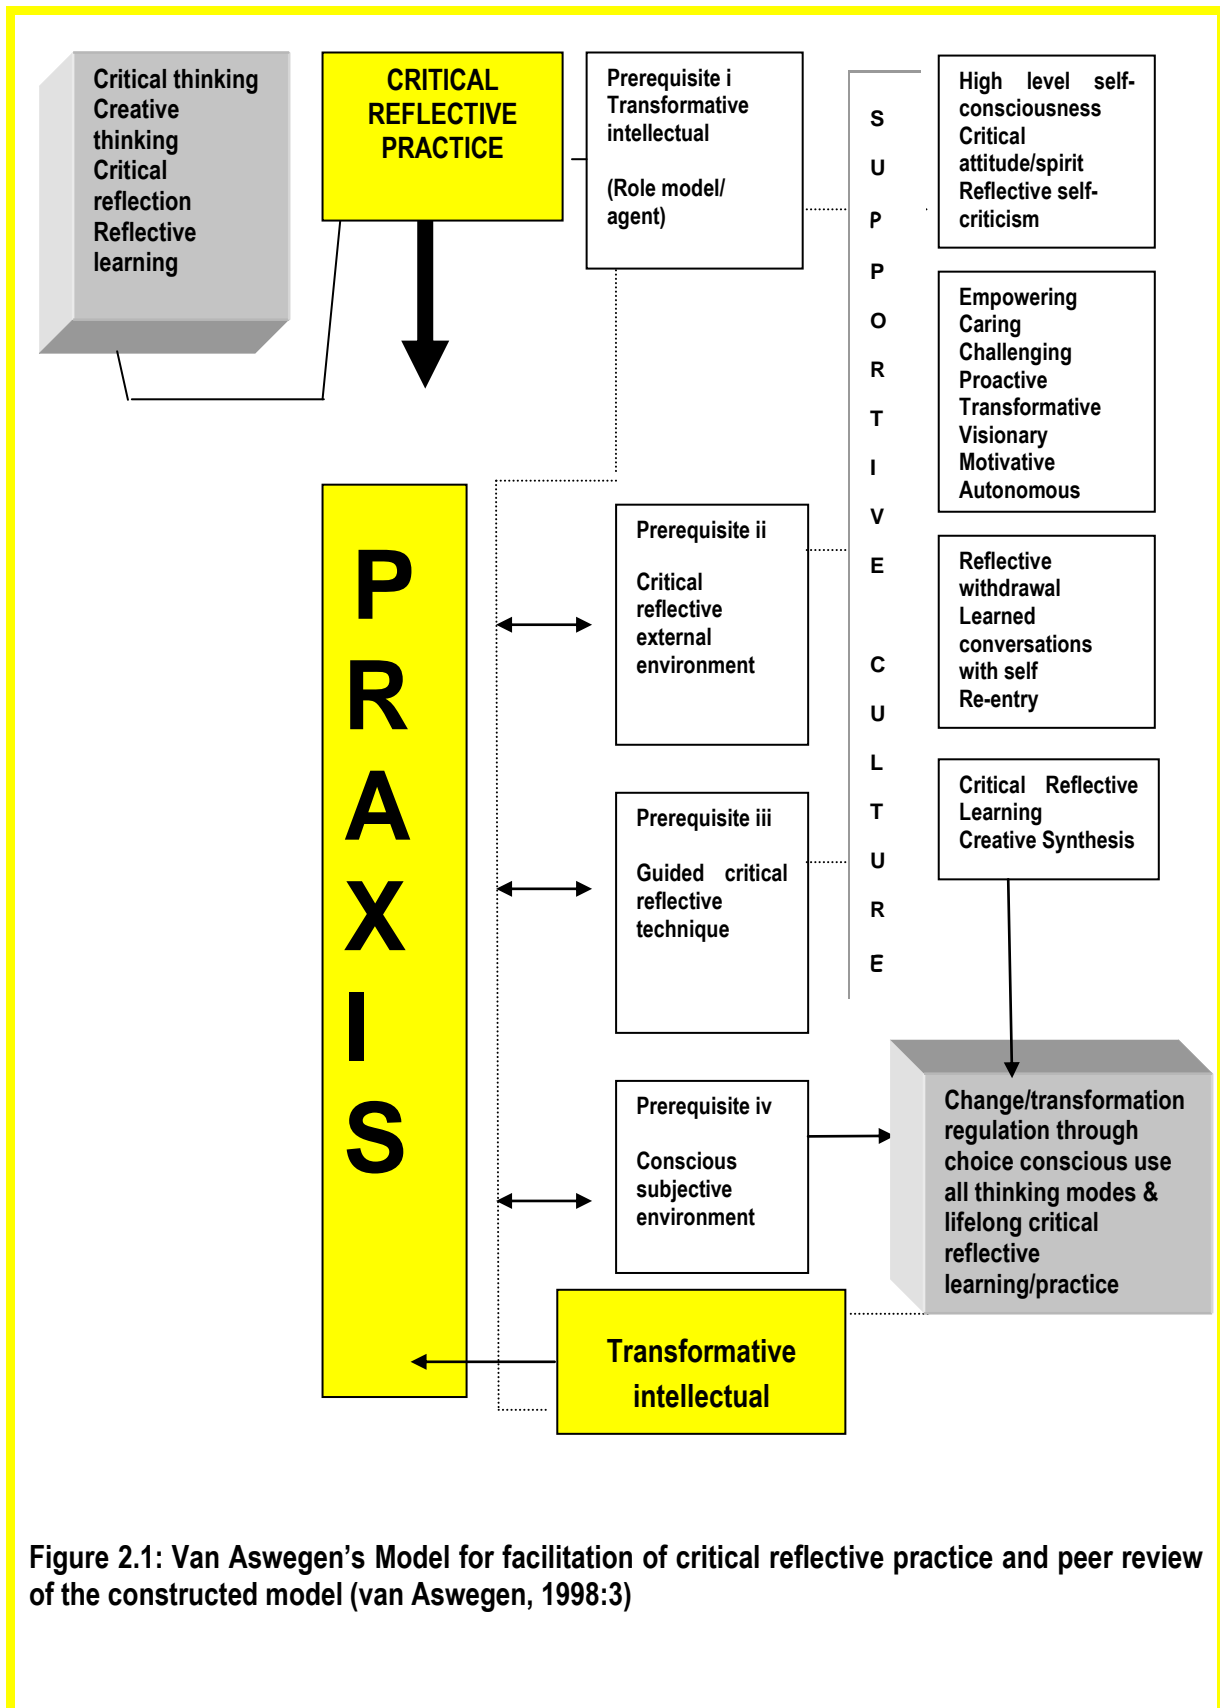 Critical thinking
Creative
thinking
Critical
reflection
Reflective
learning
CRITICAL
REFLECTIVE
PRACTICE
Prerequisite i
Transformative
intellectual
(Role model/
agent)
S
U
P
P
O
R
T
I
V
E
C
U
L
T
U
R
E
High level self-
consciousness
Critical
attitude/spirit
Reflective self-
criticism
Empowering
Caring
Challenging
Proactive
Transformative
Visionary
Motivative
Autonomous
P
R
A
X
I
S
Prerequisite ii
Critical
reflective
external
environment
Reflective
withdrawal
Learned
conversations
with self
Re-entry
Prerequisite iii
Guided critical
reflective
technique
Critical Reflective
Learning
Creative Synthesis
Prerequisite iv
Conscious
subjective
environment
Change/transformation
regulation through
choice conscious use
all thinking modes &
lifelong critical
reflective
learning/practice
Transformative
intellectual
Figure 2.1: Van Aswegen’s Model for facilitation of critical reflective practice and peer review
of the constructed model (van Aswegen, 1998:3)